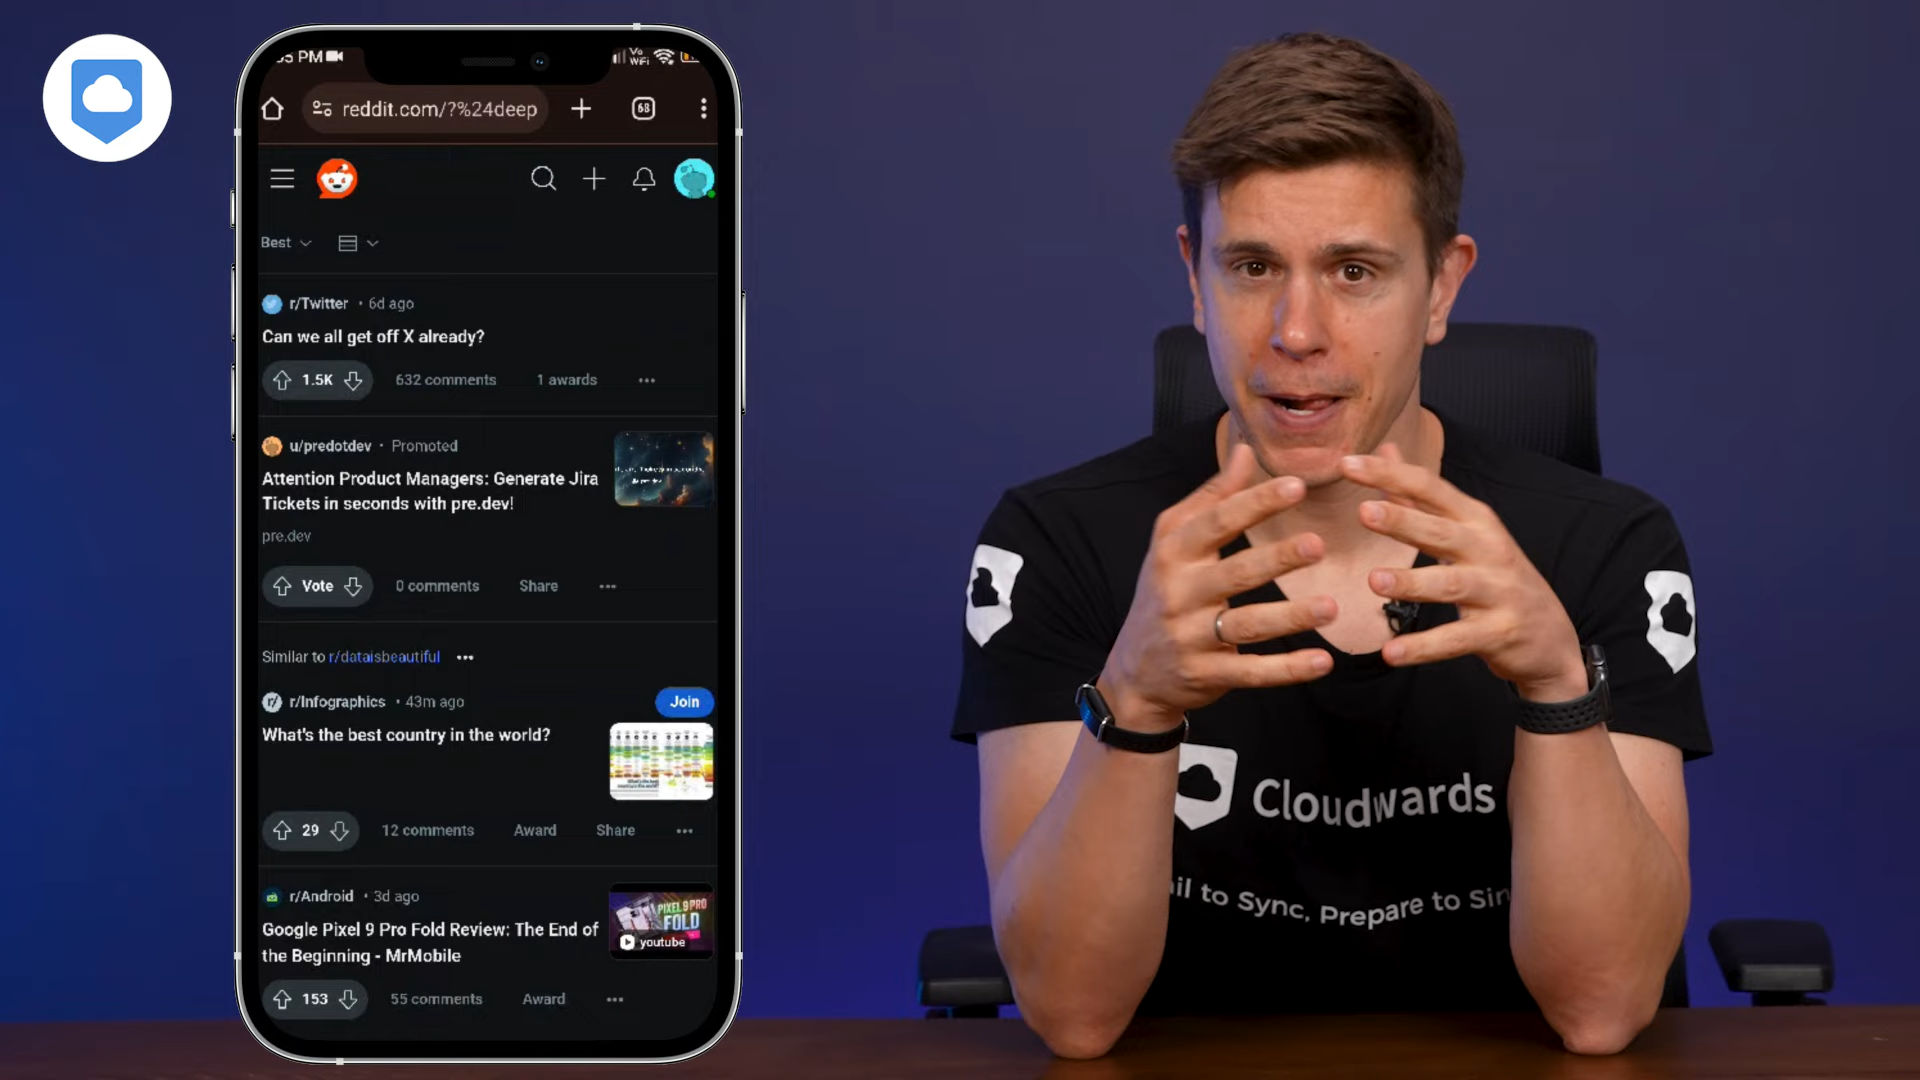 5 PM
Vo
WiFi
reddit.com/?%24deep
68
Best
r/Twitter • 6d ago
Can we all get off X already?
1.5K 632 comments 1 awards
u/predotdev • Promoted
Attention Product Managers: Generate Jira
Tickets in seconds with pre.dev!
pre.dev
Vote 0 comments Share
Similar to r/dataisbeautiful
r/Infographics • 43m ago
Join
What's the best country in the world?
29 12 comments Award Share
r/Android • 3d ago
Google Pixel 9 Pro Fold Review: The End of
the Beginning - MrMobile
PIXEL 9 PRO
FOLD
youtube
153 55 comments Award
Cloudwards
il to Sync, Prepare to Sin